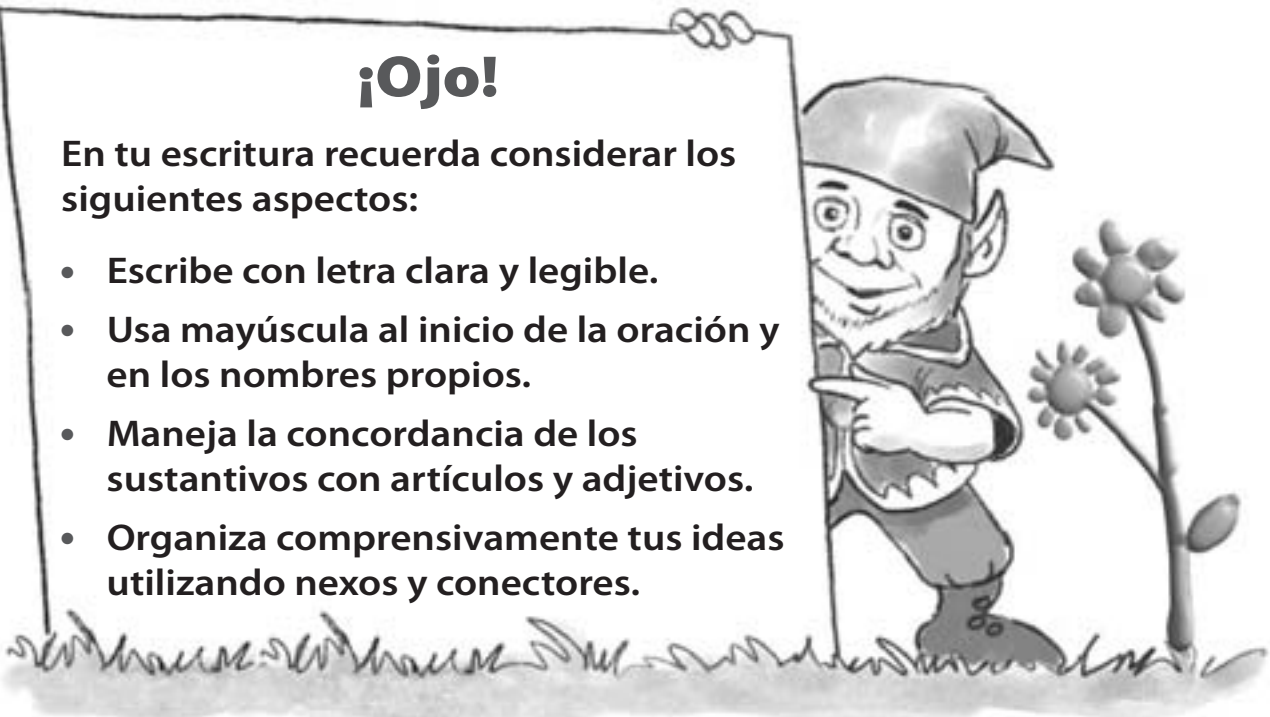 ¡Ojo!
En tu escritura recuerda considerar los
siguientes aspectos:
• Escribe con letra clara y legible.
• Usa mayúscula al inicio de la oración y
en los nombres propios.
• Maneja la concordancia de los
sustantivos con artículos y adjetivos.
• Organiza comprensivamente tus ideas
utilizando nexos y conectores.